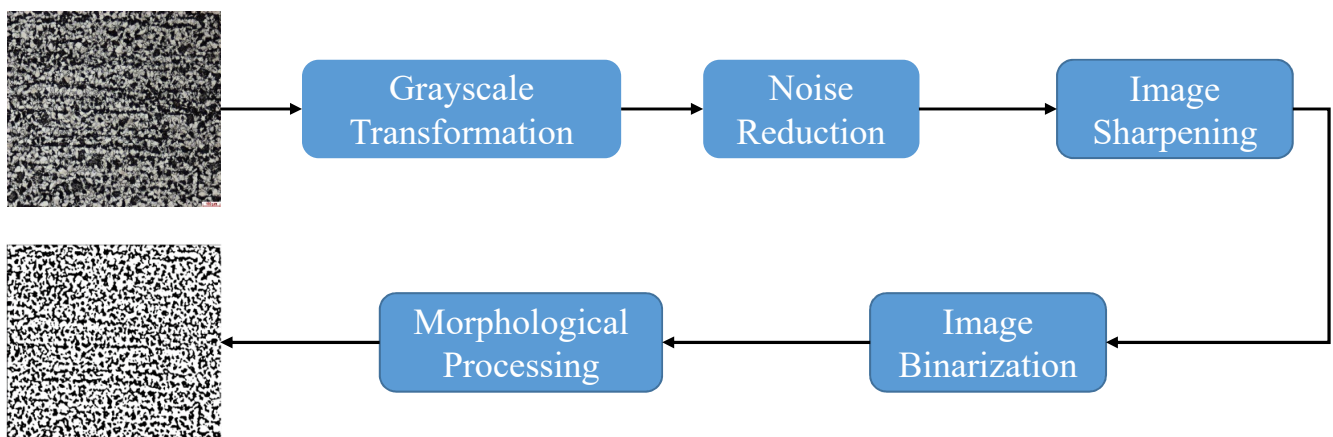 Grayscale
Transformation
Noise
Reduction
Image
Sharpening
Image
Binarization
Morphological
Processing